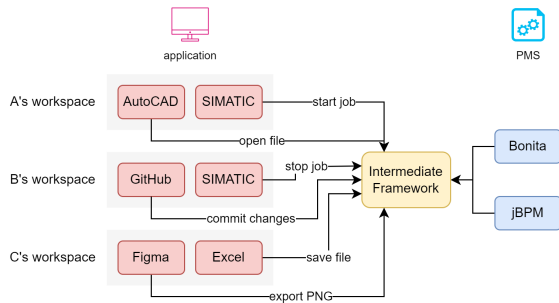 application
PMS
A's workspace
AutoCAD
SIMATIC
start job
open file
B's workspace
GitHub
SIMATIC
stop job
commit changes
Intermediate
Framework
Bonita
jBPM
C's workspace
Figma
Excel
save file
export PNG